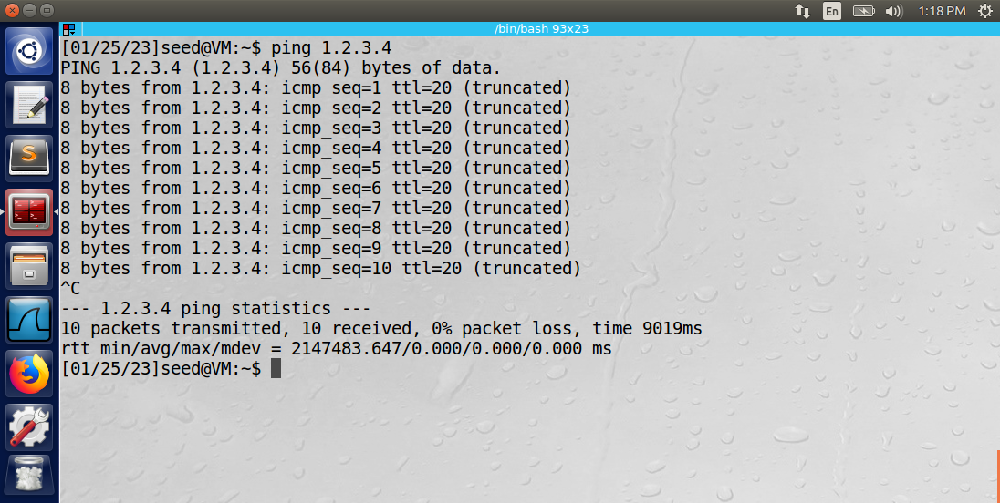 En 1:18 PM
/bin/bash 93x23
[01/25/23]seed@VM:~$ ping 1.2.3.4
PING 1.2.3.4 (1.2.3.4) 56(84) bytes of data.
8 bytes from 1.2.3.4: icmp_seq=1 ttl=20 (truncated)
8 bytes from 1.2.3.4: icmp_seq=2 ttl=20 (truncated)
8 bytes from 1.2.3.4: icmp_seq=3 ttl=20 (truncated)
8 bytes from 1.2.3.4: icmp_seq=4 ttl=20 (truncated)
8 bytes from 1.2.3.4: icmp_seq=5 ttl=20 (truncated)
8 bytes from 1.2.3.4: icmp_seq=6 ttl=20 (truncated)
8 bytes from 1.2.3.4: icmp_seq=7 ttl=20 (truncated)
8 bytes from 1.2.3.4: icmp_seq=8 ttl=20 (truncated)
8 bytes from 1.2.3.4: icmp_seq=9 ttl=20 (truncated)
8 bytes from 1.2.3.4: icmp_seq=10 ttl=20 (truncated)
^C
--- 1.2.3.4 ping statistics ---
10 packets transmitted, 10 received, 0% packet loss, time 9019ms
rtt min/avg/max/mdev = 2147483.647/0.000/0.000/0.000 ms
[01/25/23]seed@VM:~$